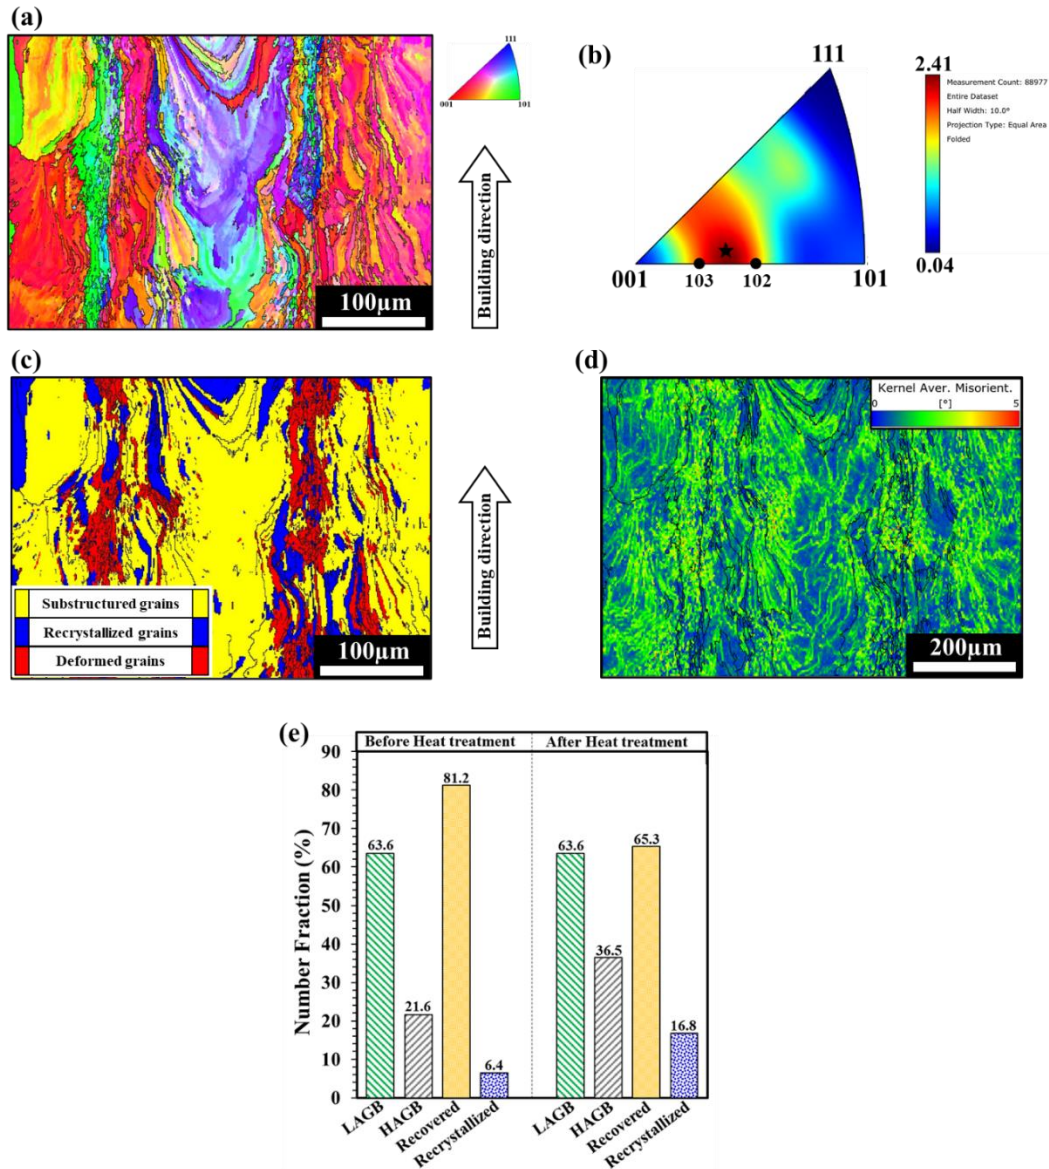 (a)
111
001
101
Building direction
100μm
(b)
111
001
103
102
101
2.41
0.04
Measurement Count: 88977
Entire Dataset
Half Width: 10.0°
Projection Type: Equal Area
Folded
(c)
Substructured grains
Recrystallized grains
Deformed grains
100μm
Building direction
(d)
Kernel Aver. Misorient.
0 [°] 5
200μm
(e)
Before Heat treatment After Heat treatment
Number Fraction (%)
90
80
70
60
50
40
30
20
10
0
63.6
21.6
81.2
6.4
63.6
36.5
65.3
16.8
LAGB
HAGB
Recovered
Recrystallized
LAGB
HAGB
Recovered
Recrystallized